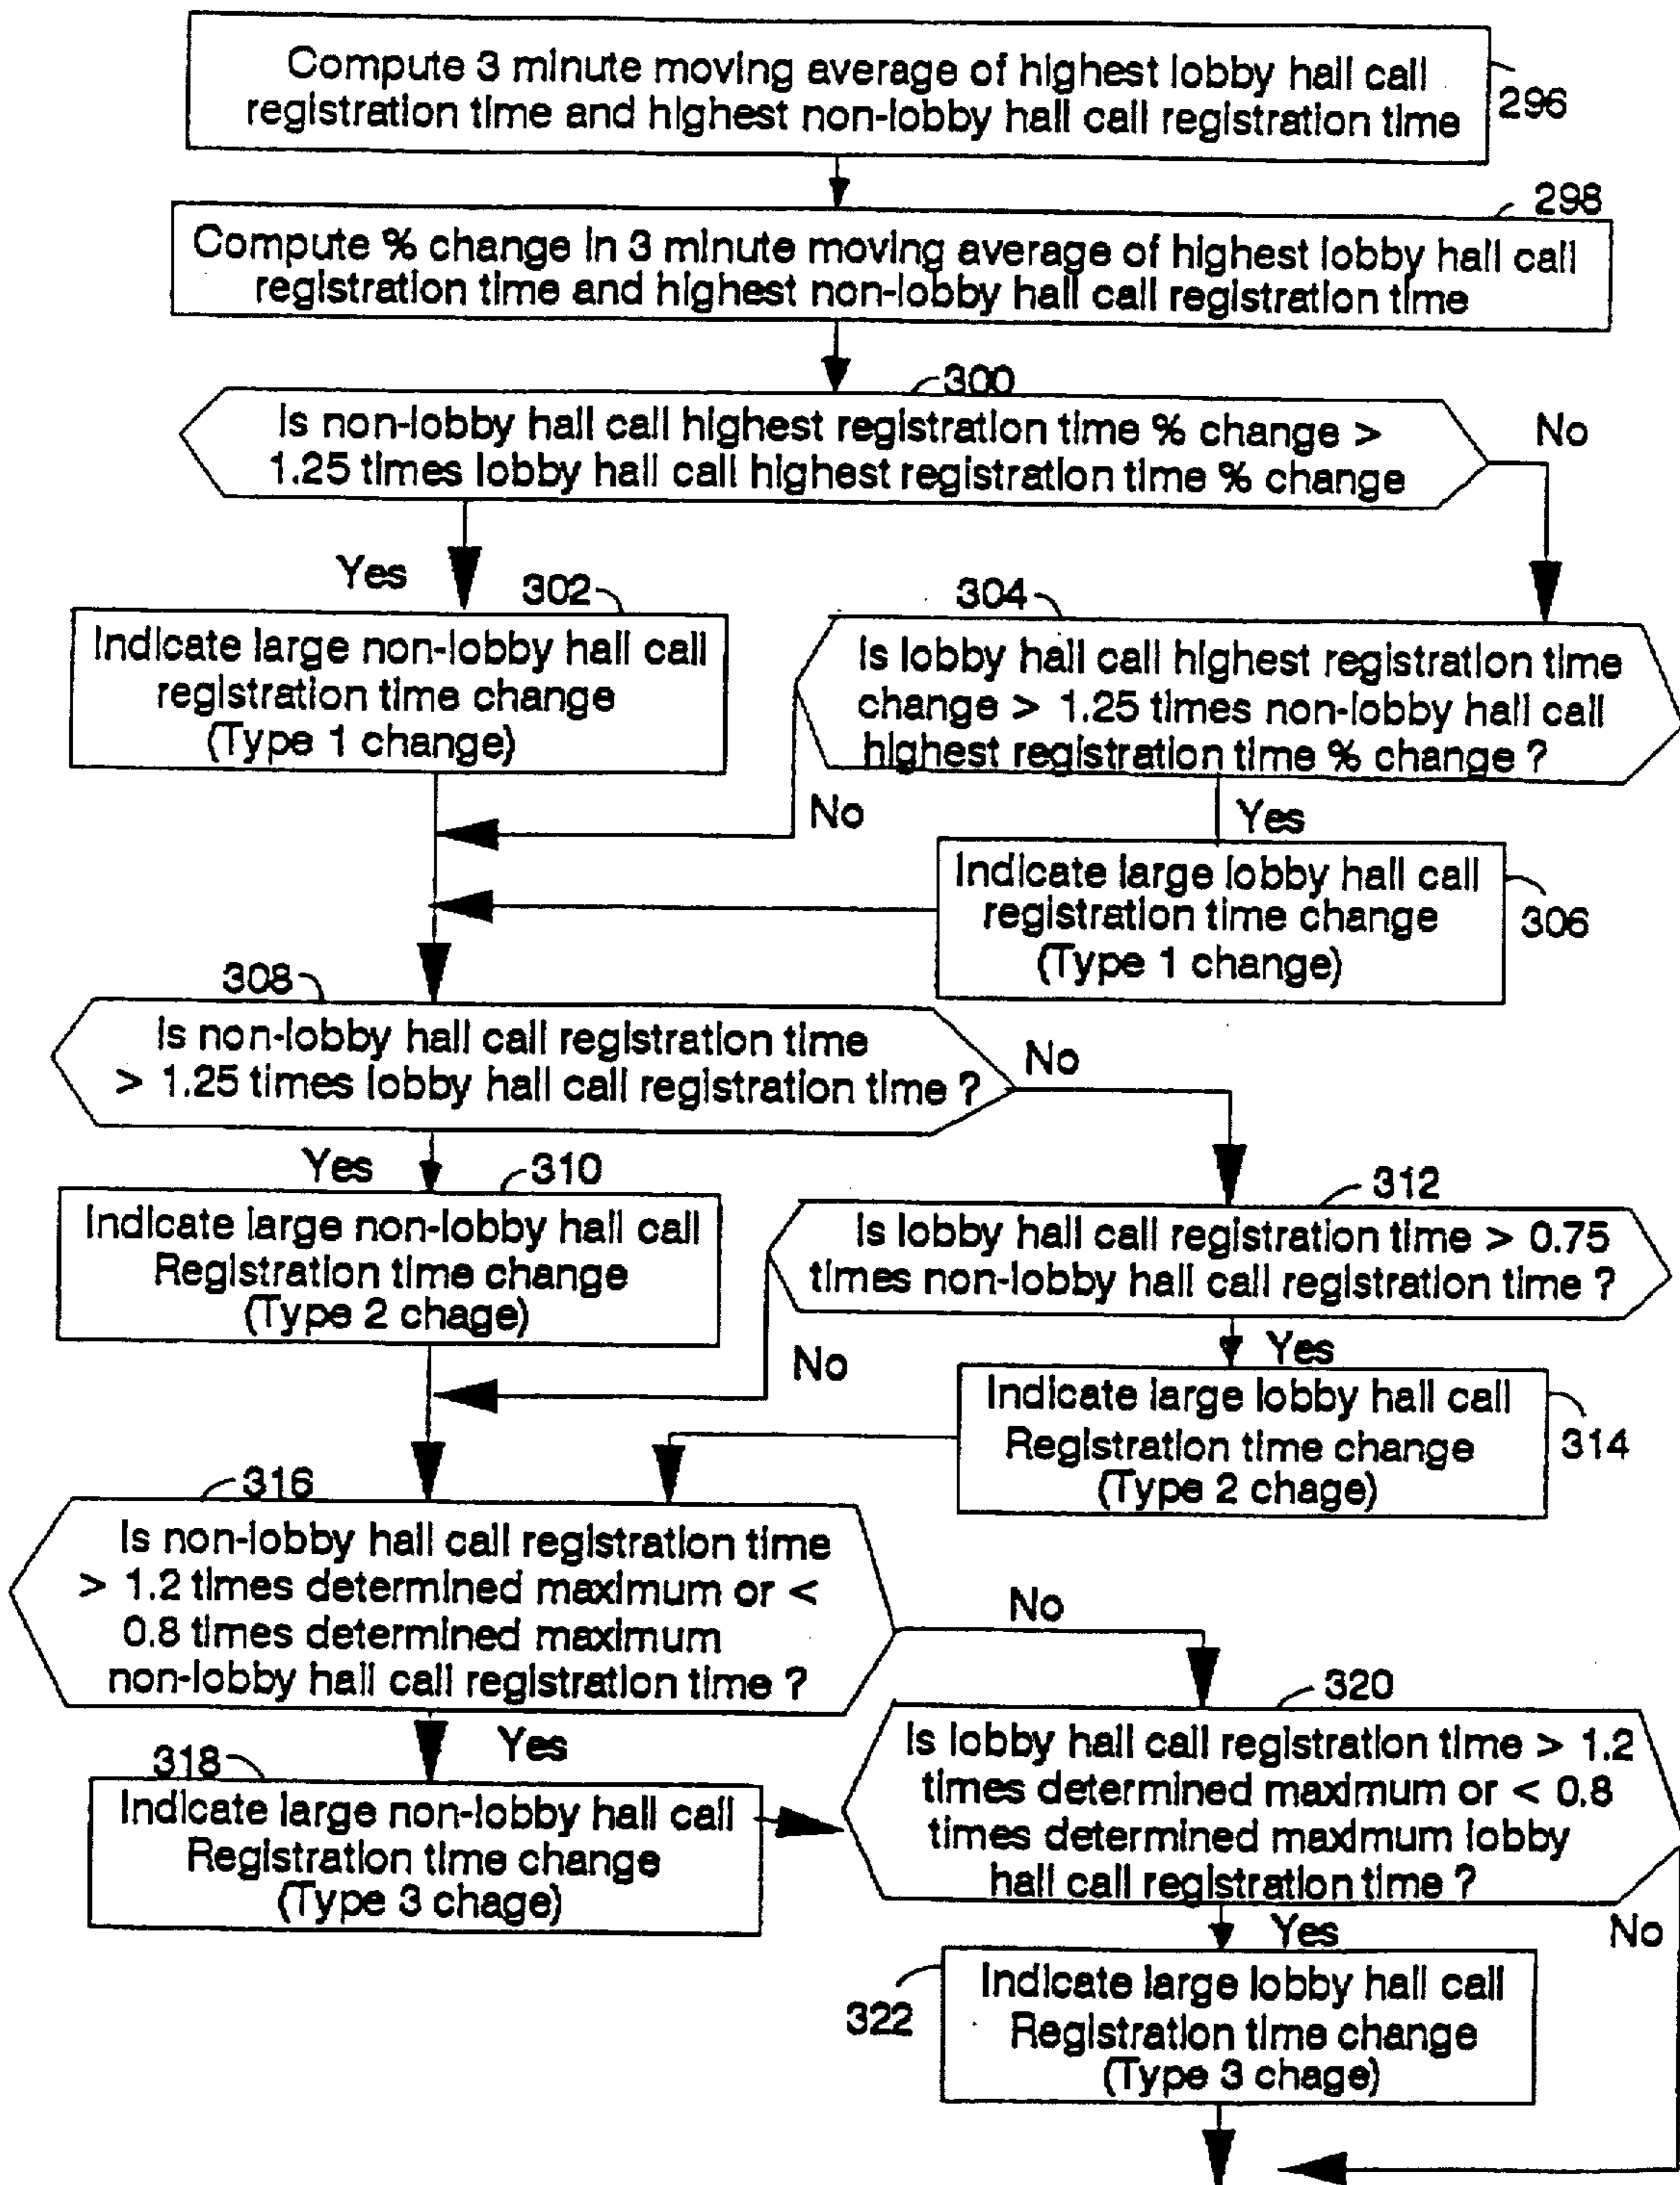 Compute 3 minute moving average of highest lobby hall call
registration time and highest non-lobby hall call registration time
296
298
Compute % change in 3 minute moving average of highest lobby hall call
registration time and highest non-lobby hall call registration time
300
Is non-lobby hall call highest registration time % change >
1.25 times lobby hall call highest registration time % change
No
Yes
302
Indicate large non-lobby hall call
registration time change
(Type 1 change)
304
Is lobby hall call highest registration time
change > 1.25 times non-lobby hall call
highest registration time % change ?
No
Yes
Indicate large lobby hall call
registration time change
(Type 1 change)
306
308
Is non-lobby hall call registration time
> 1.25 times lobby hall call registration time ?
No
Yes
310
Indicate large non-lobby hall call
Registration time change
(Type 2 chage)
312
Is lobby hall call registration time > 0.75
times non-lobby hall call registration time ?
No
Yes
Indicate large lobby hall call
Registration time change
(Type 2 chage)
314
316
Is non-lobby hall call registration time
> 1.2 times determined maximum or <
0.8 times determined maximum
non-lobby hall call registration time ?
No
Yes
318
Indicate large non-lobby hall call
Registration time change
(Type 3 chage)
320
Is lobby hall call registration time > 1.2
times determined maximum or < 0.8
times determined maximum lobby
hall call registration time ?
Yes
No
322
Indicate large lobby hall call
Registration time change
(Type 3 chage)